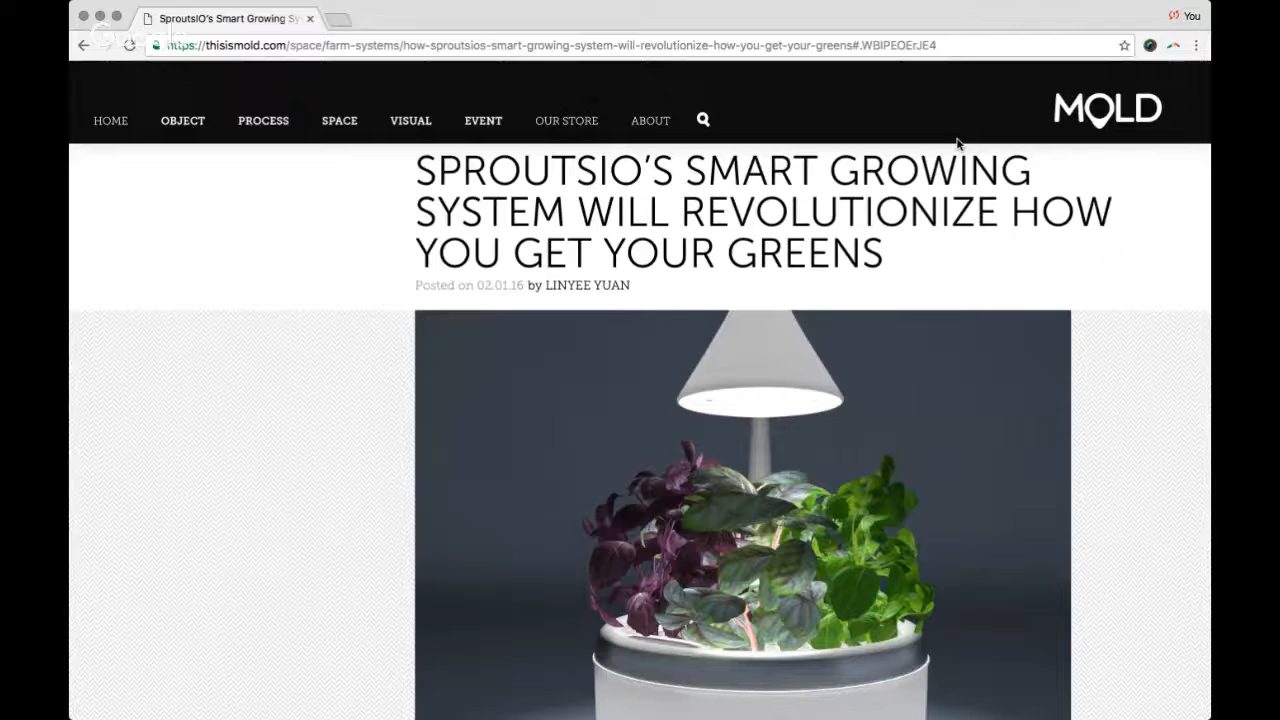 SproutsIO's Smart Growing Sy
You
https://thisismold.com/space/farm-systems/how-sproutsios-smart-growing-system-will-revolutionize-how-you-get-your-greens#.WBIPEOErJE4
HOME OBJECT PROCESS SPACE VISUAL EVENT OUR STORE ABOUT
MOLD
SPROUTSIO'S SMART GROWING
SYSTEM WILL REVOLUTIONIZE HOW
YOU GET YOUR GREENS
Posted on 02.01.16 by LINYEE YUAN